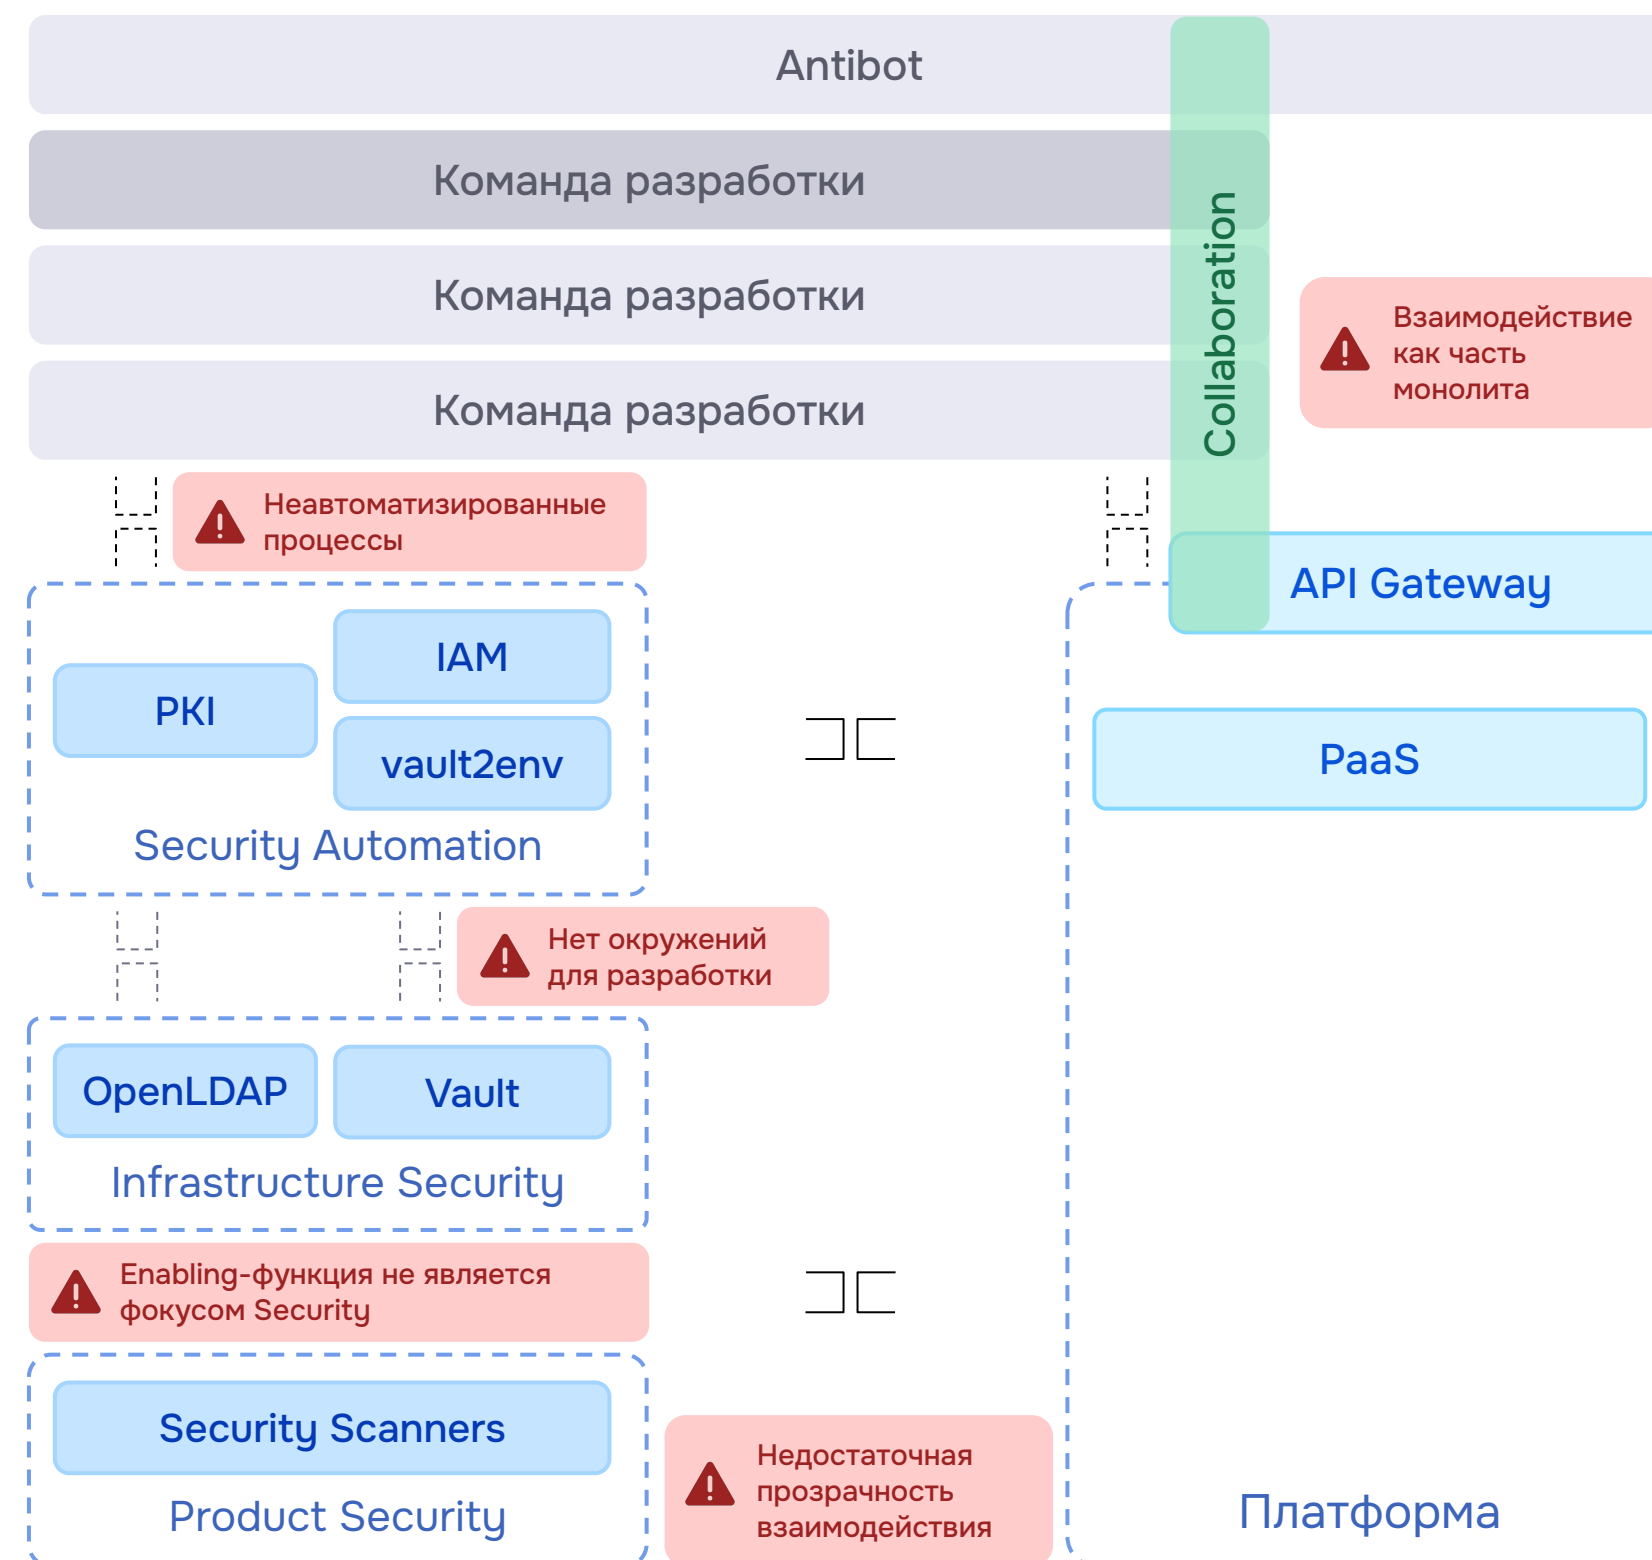 Antibot
Команда разработки
Команда разработки
Команда разработки
Collaboration
Взаимодействие
как часть
монолита
Неавтоматизированные
процессы
API Gateway
IAM
PKI
vault2env
PaaS
Security Automation
Нет окружений
для разработки
OpenLDAP
Vault
Infrastructure Security
Enabling-функция не является
фокусом Security
Security Scanners
Product Security
Недостаточная
прозрачность
взаимодействия
Платформа